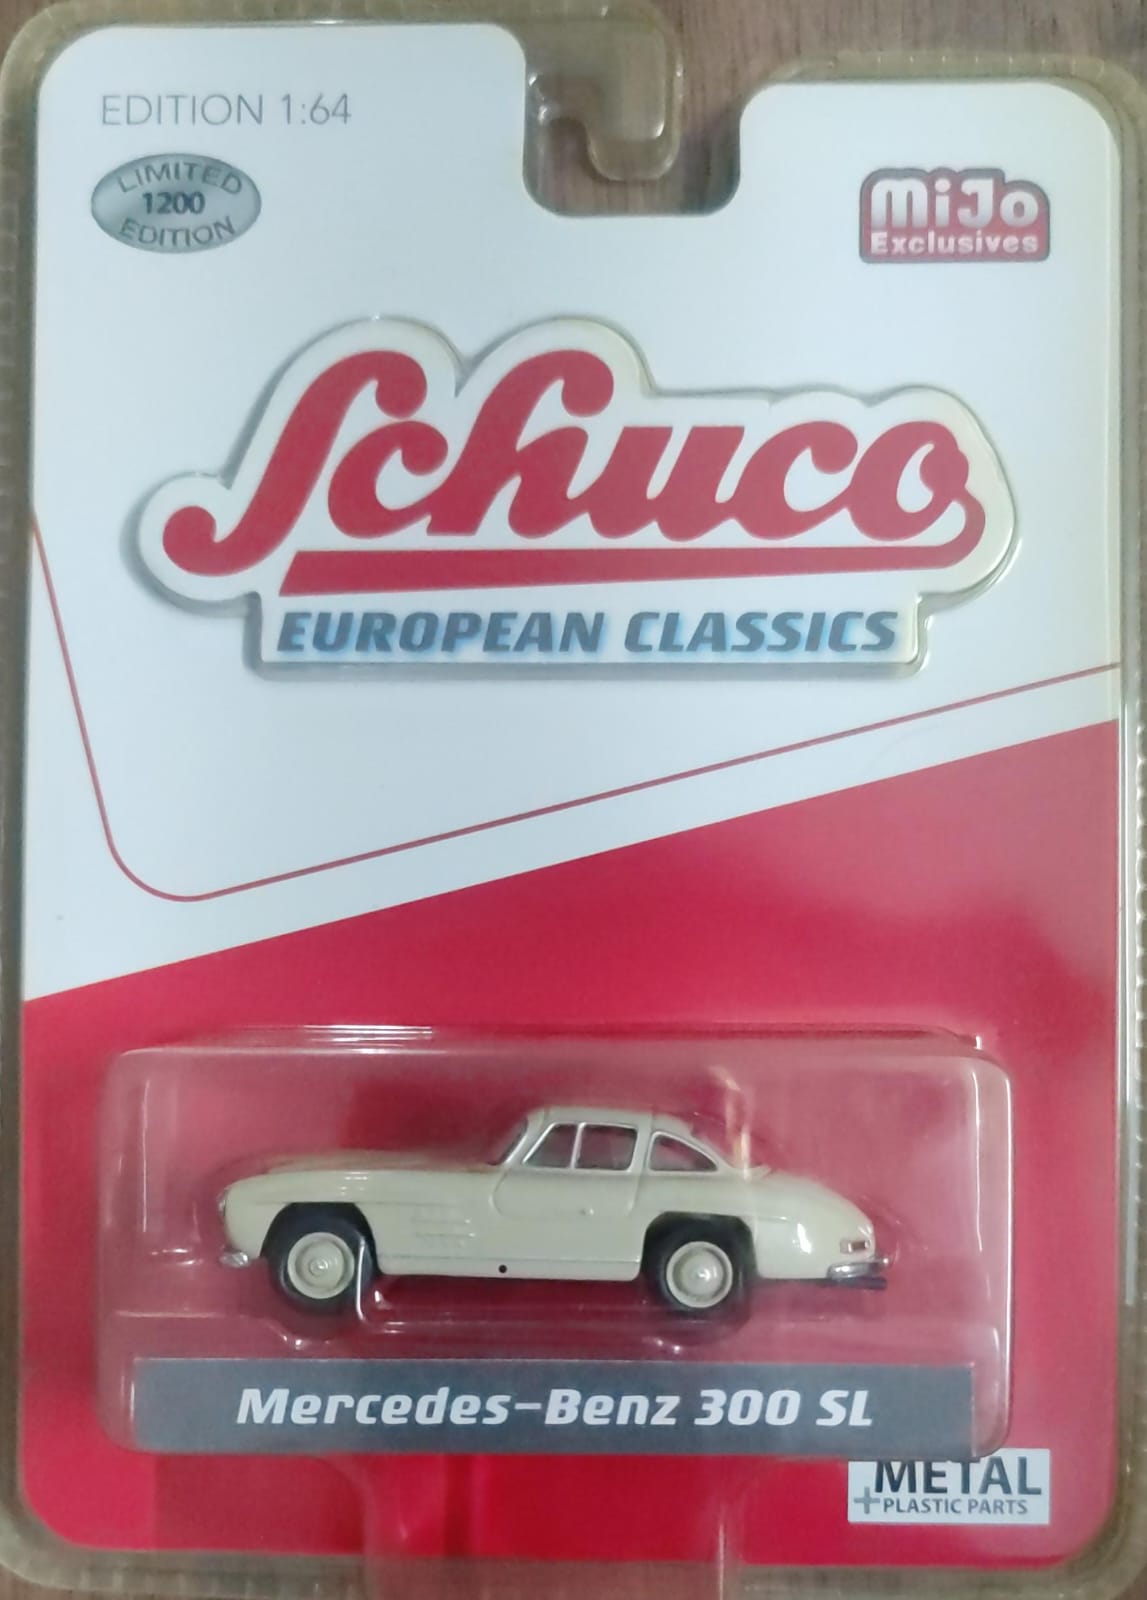 EDITION 1:64
LIMITED
1200
EDITION
MiJo
Exclusives
Schuco
EUROPEAN CLASSICS
Mercedes-Benz 300 SL
METAL
+PLASTIC PARTS